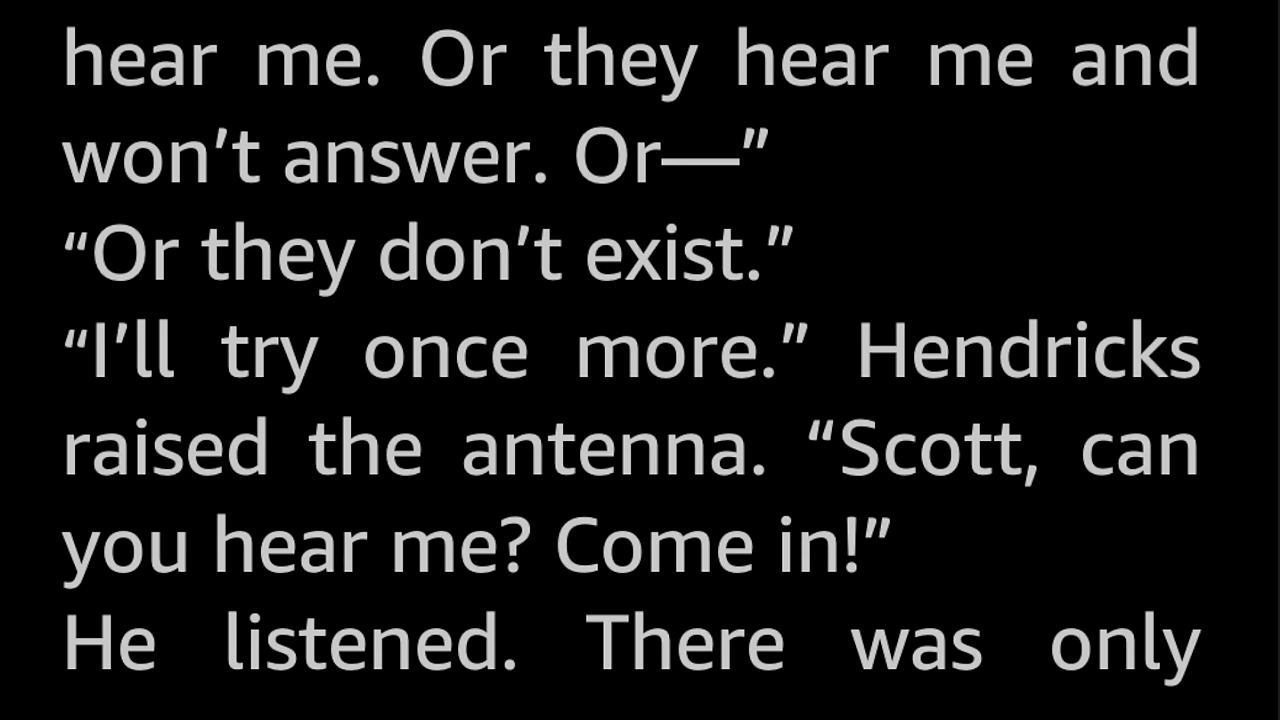 hear me. Or they hear me and
won’t answer. Or—”
“Or they don’t exist.”
“I’ll try once more.” Hendricks
raised the antenna. “Scott, can
you hear me? Come in!”
He listened. There was only